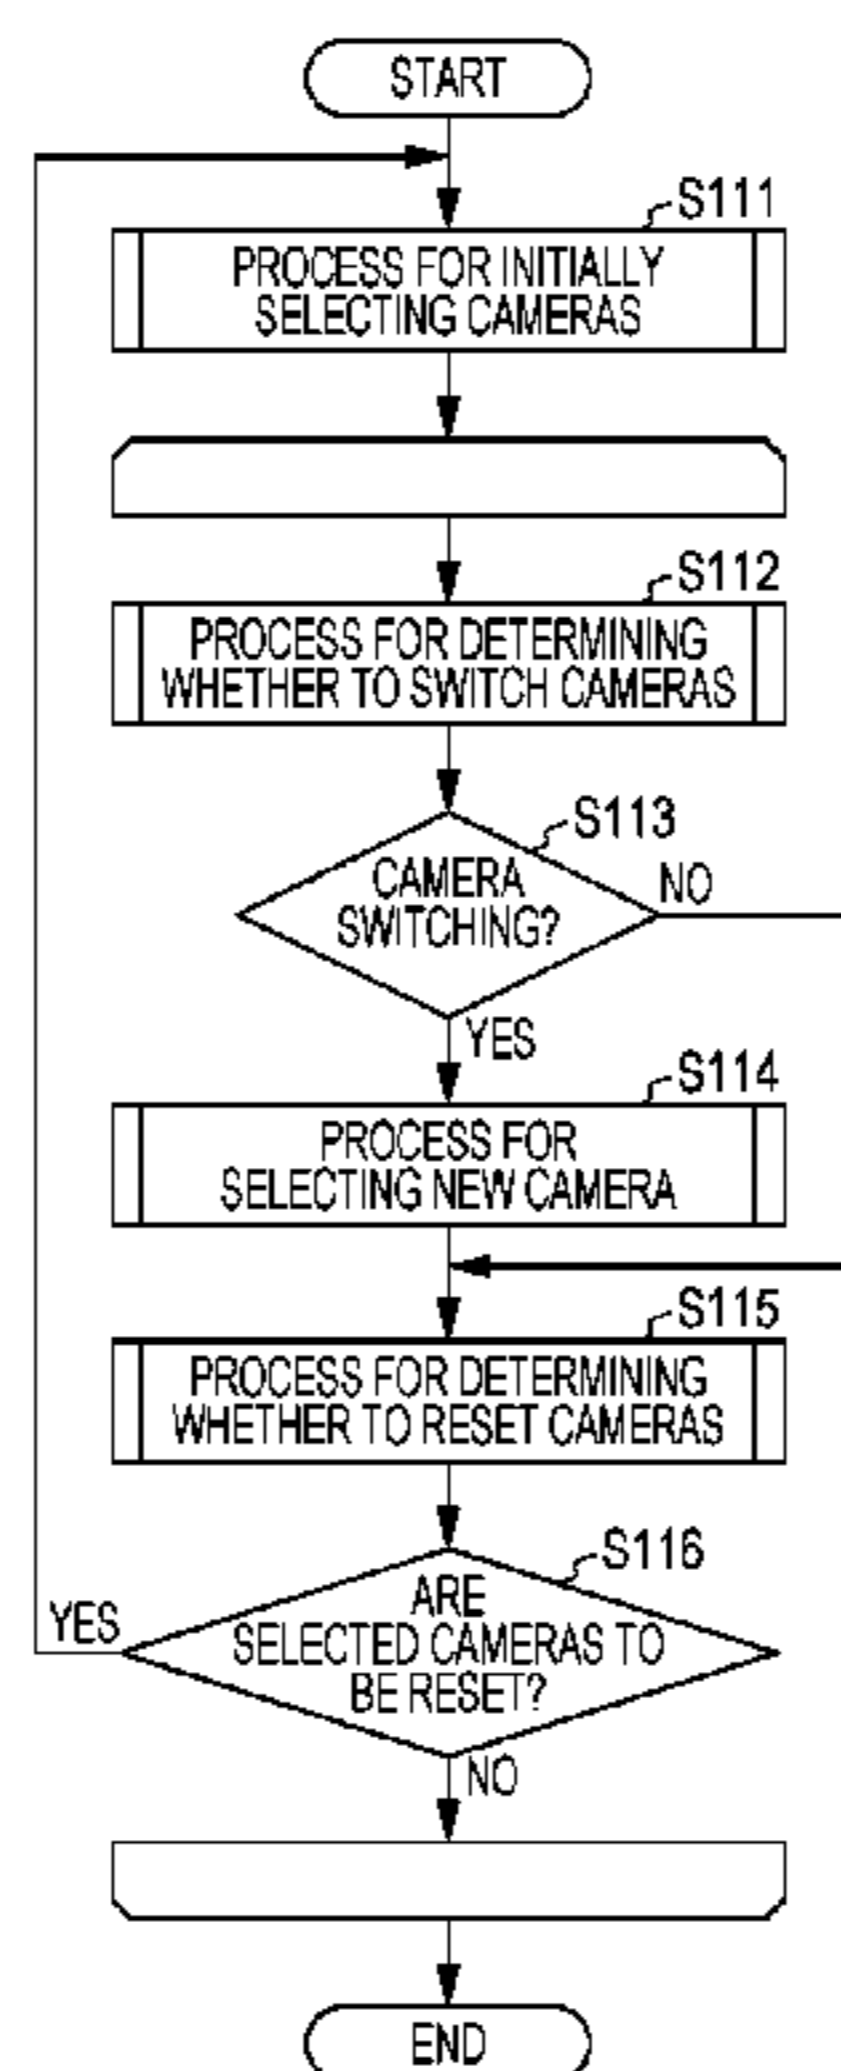 START
S111
PROCESS FOR INITIALLY
SELECTING CAMERAS
S112
PROCESS FOR DETERMINING
WHETHER TO SWITCH CAMERAS
S113
CAMERA
SWITCHING?
NO
YES
S114
PROCESS FOR
SELECTING NEW CAMERA
S115
PROCESS FOR DETERMINING
WHETHER TO RESET CAMERAS
S116
ARE
SELECTED CAMERAS TO
BE RESET?
YES
NO
END